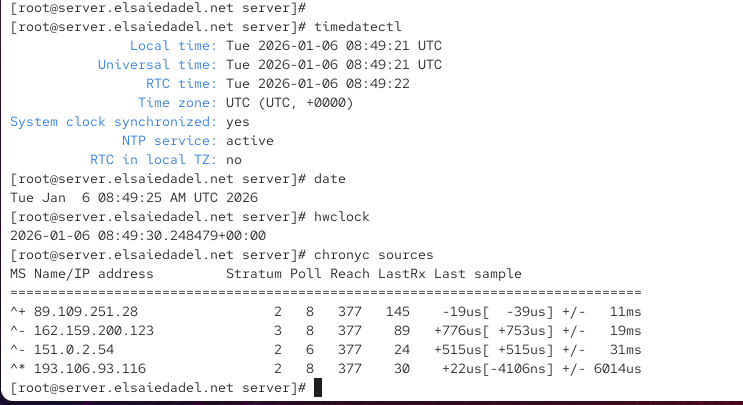 [root@server.elsaiedadel.net server]#
[root@server.elsaiedadel.net server]# timedatectl
               Local time: Tue 2026-01-06 08:49:21 UTC
           Universal time: Tue 2026-01-06 08:49:21 UTC
                 RTC time: Tue 2026-01-06 08:49:22
                Time zone: UTC (UTC, +0000)
System clock synchronized: yes
              NTP service: active
          RTC in local TZ: no
[root@server.elsaiedadel.net server]# date
Tue Jan  6 08:49:25 AM UTC 2026
[root@server.elsaiedadel.net server]# hwclock
2026-01-06 08:49:30.248479+00:00
[root@server.elsaiedadel.net server]# chronyc sources
MS Name/IP address         Stratum Poll Reach LastRx Last sample
===============================================================================
^+ 89.109.251.28                 2   8   377   145    -19us[  -39us] +/-   11ms
^- 162.159.200.123               3   8   377    89   +776us[ +753us] +/-   19ms
^- 151.0.2.54                    2   6   377    24   +515us[ +515us] +/-   31ms
^* 193.106.93.116                2   8   377    30    +22us[-4106ns] +/- 6014us
[root@server.elsaiedadel.net server]#